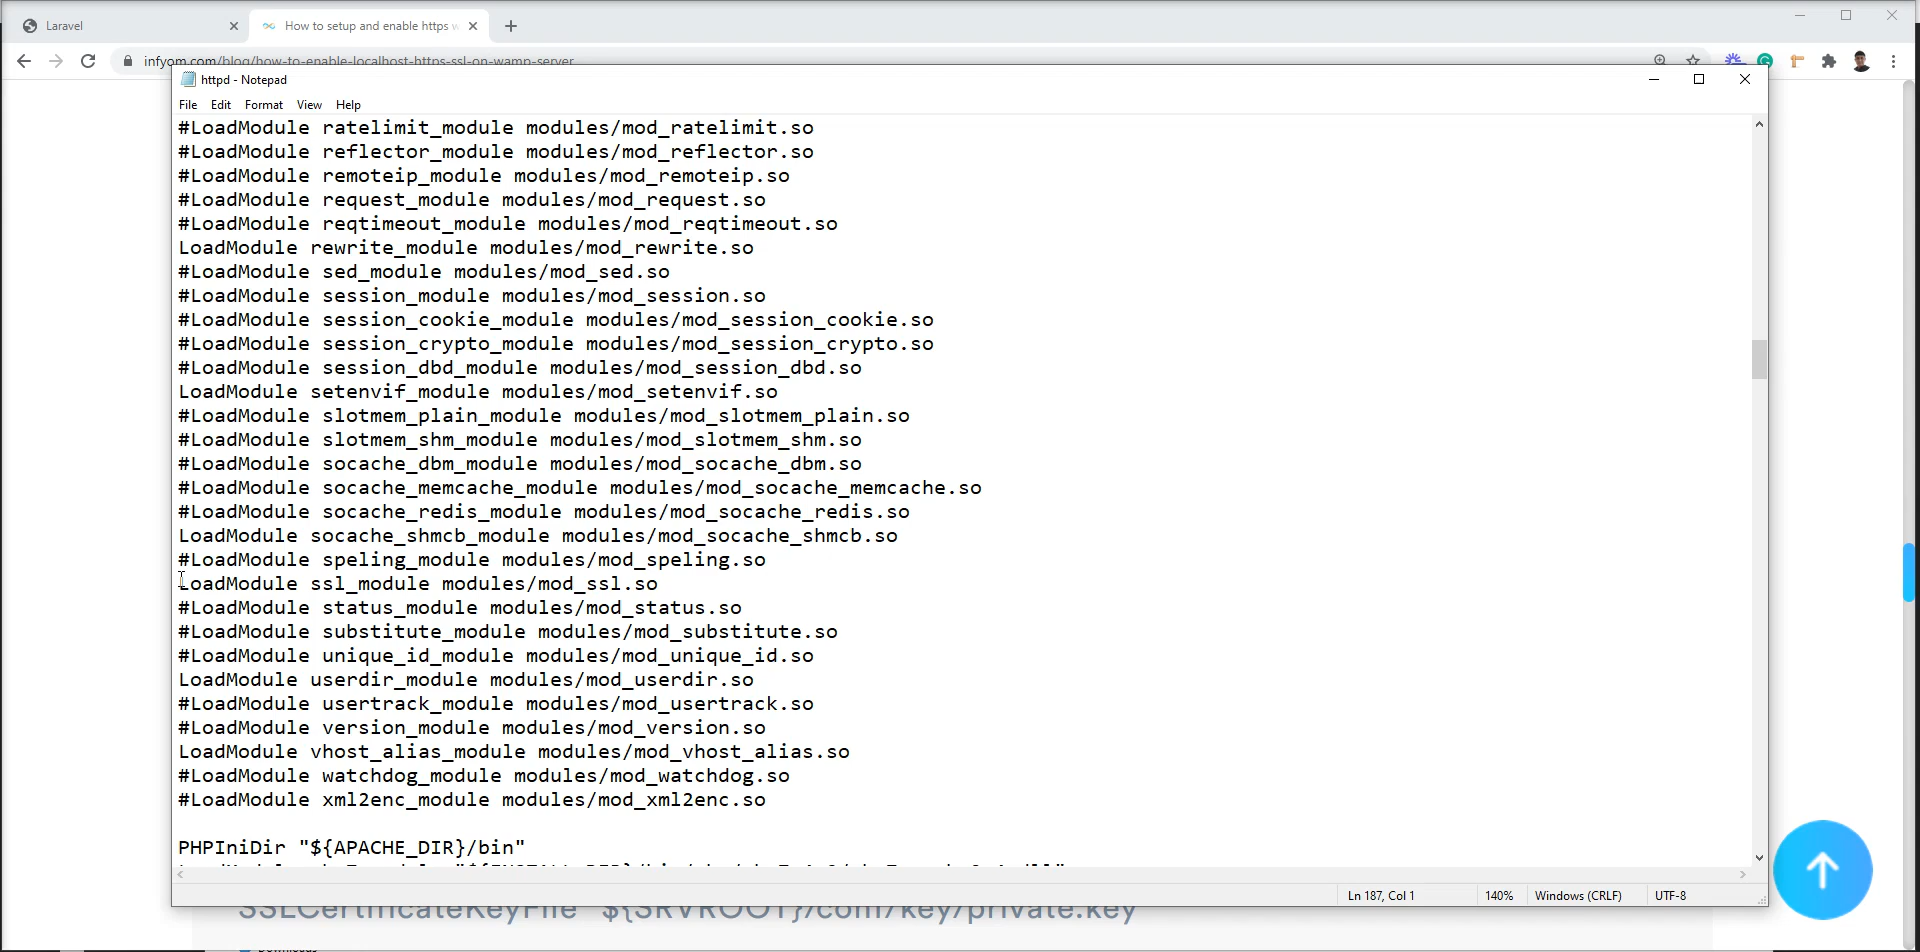 Laravel
How to setup and enable https w
infyom.com/blog/how-to-enable-localhost-https-ssl-on-wamp-server
httpd - Notepad
File Edit Format View Help
#LoadModule ratelimit_module modules/mod_ratelimit.so
#LoadModule reflector_module modules/mod_reflector.so
#LoadModule remoteip_module modules/mod_remoteip.so
#LoadModule request_module modules/mod_request.so
#LoadModule reqtimeout_module modules/mod_reqtimeout.so
LoadModule rewrite_module modules/mod_rewrite.so
#LoadModule sed_module modules/mod_sed.so
#LoadModule session_module modules/mod_session.so
#LoadModule session_cookie_module modules/mod_session_cookie.so
#LoadModule session_crypto_module modules/mod_session_crypto.so
#LoadModule session_dbd_module modules/mod_session_dbd.so
LoadModule setenvif_module modules/mod_setenvif.so
#LoadModule slotmem_plain_module modules/mod_slotmem_plain.so
#LoadModule slotmem_shm_module modules/mod_slotmem_shm.so
#LoadModule socache_dbm_module modules/mod_socache_dbm.so
#LoadModule socache_memcache_module modules/mod_socache_memcache.so
#LoadModule socache_redis_module modules/mod_socache_redis.so
LoadModule socache_shmcb_module modules/mod_socache_shmcb.so
#LoadModule speling_module modules/mod_speling.so
LoadModule ssl_module modules/mod_ssl.so
#LoadModule status_module modules/mod_status.so
#LoadModule substitute_module modules/mod_substitute.so
#LoadModule unique_id_module modules/mod_unique_id.so
LoadModule userdir_module modules/mod_userdir.so
#LoadModule usertrack_module modules/mod_usertrack.so
#LoadModule version_module modules/mod_version.so
LoadModule vhost_alias_module modules/mod_vhost_alias.so
#LoadModule watchdog_module modules/mod_watchdog.so
#LoadModule xml2enc_module modules/mod_xml2enc.so
PHPIniDir "${APACHE_DIR}/bin"
Ln 187, Col 1 140% Windows (CRLF) UTF-8
SSLCertificateKeyFile "${SRVROOT}/conf/key/private.key